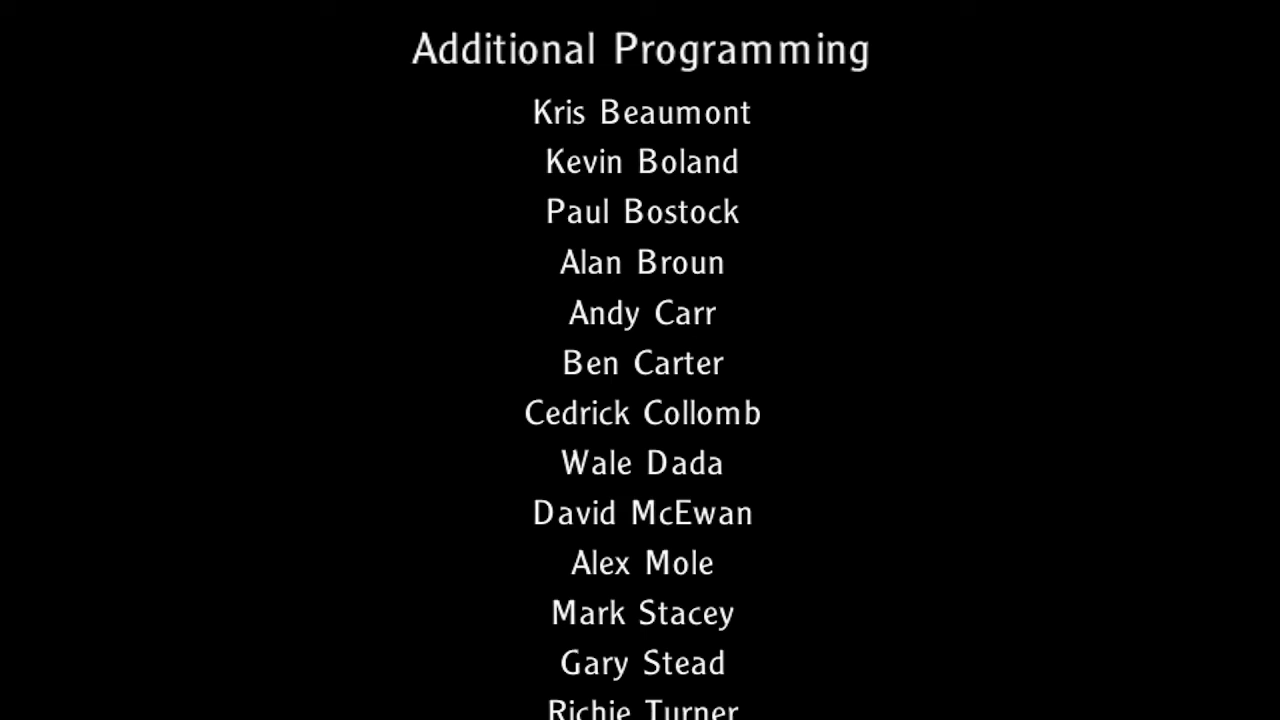 Additional Programming
Kris Beaumont
Kevin Boland
Paul Bostock
Alan Broun
Andy Carr
Ben Carter
Cedrick Collomb
Wale Dada
David McEwan
Alex Mole
Mark Stacey
Gary Stead
Richie Turner